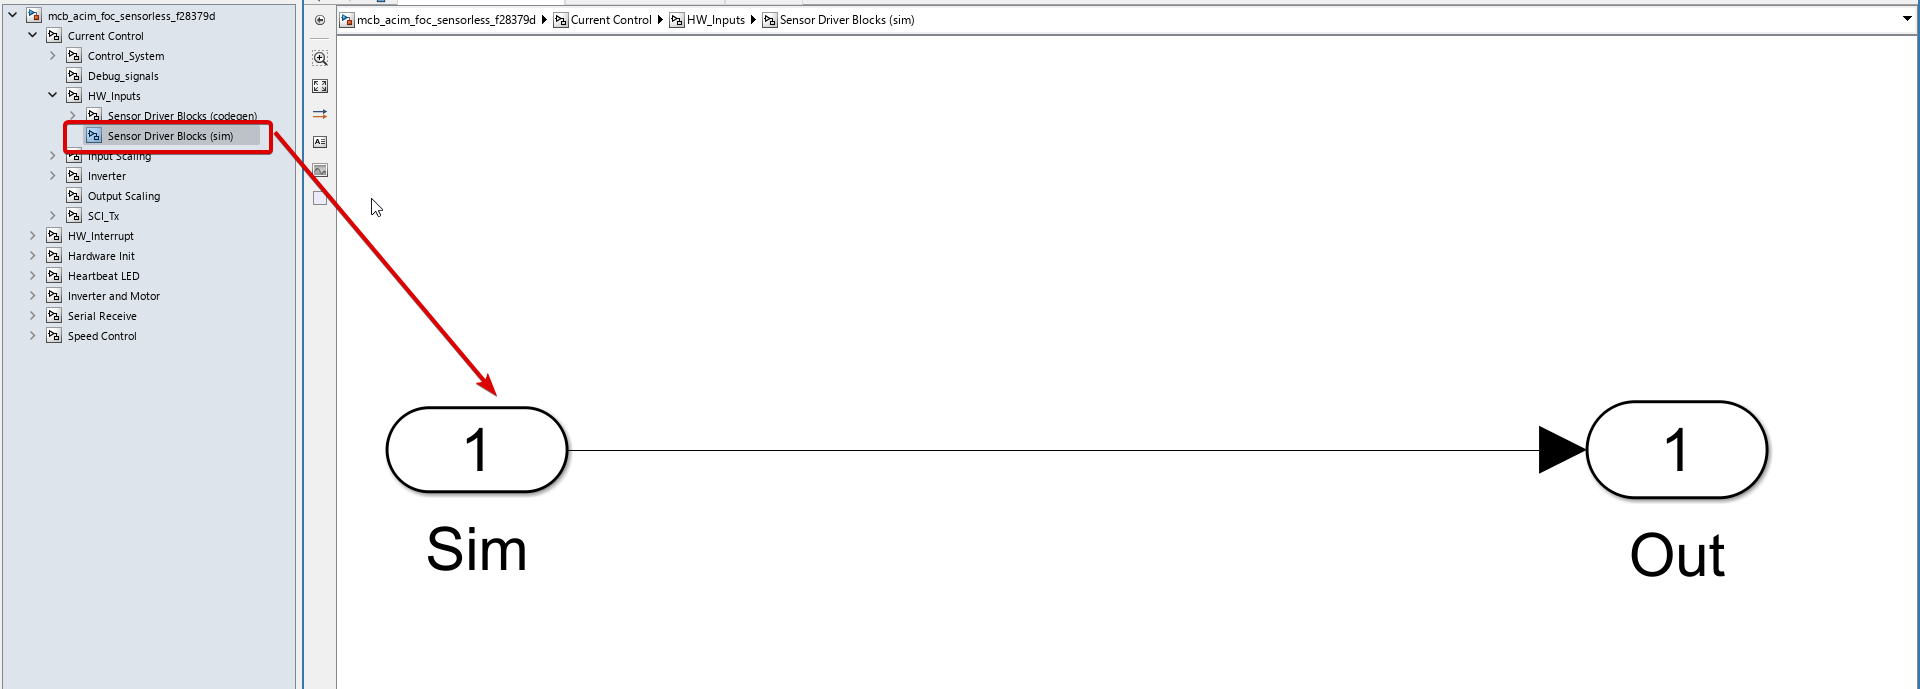 mcb_acim_foc_sensorless_f28379d
Current Control
Control_System
Debug_signals
HW_Inputs
Sensor Driver Blocks (codegen)
Sensor Driver Blocks (sim)
Input Scaling
Inverter
Output Scaling
SCI_Tx
HW_Interrupt
Hardware Init
Heartbeat LED
Inverter and Motor
Serial Receive
Speed Control
mcb_acim_foc_sensorless_f28379d Current Control HW_Inputs Sensor Driver Blocks (sim)
AΞ
1
Sim
1
Out